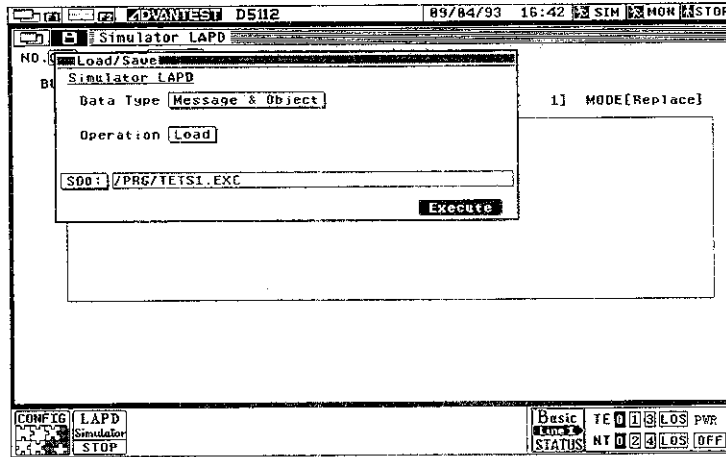 F1 F2 ADVANTEST D5112 09/04/93 16:42 SIM MON STOP
Simulator LAPD
NO.
Load/Save
Simulator LAPD
Data Type Message & Object
1] MODE[Replace]
Operation Load
S00: /PRG/TETS1.EXC
Execute
CONFIG LAPD Simulator STOP
Basic Line 1 STATUS
TE 0 1 3 LOS PWR
NT 0 2 4 LOS OFF